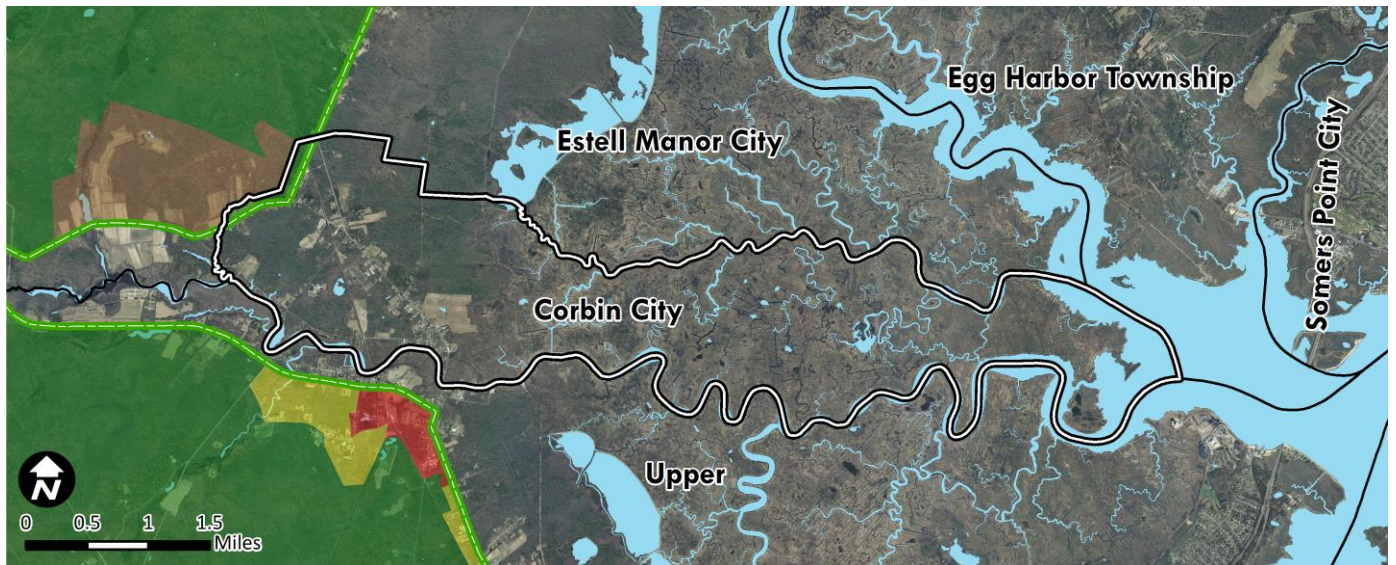 Egg Harbor Township
Estell Manor City
Somers Point City
Corbin City
Upper
N
0 0.5 1 1.5
Miles